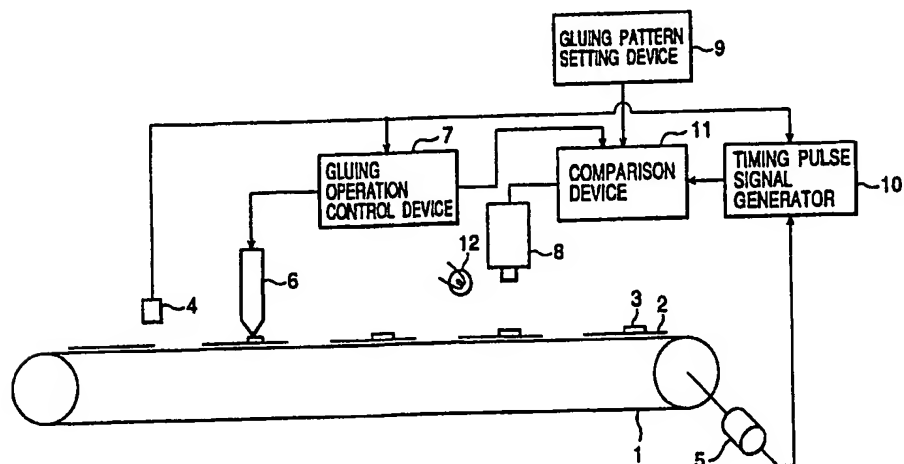 GLUING PATTERN
SETTING DEVICE
9
7
11
GLUING
OPERATION
CONTROL DEVICE
COMPARISON
DEVICE
TIMING PULSE
SIGNAL
GENERATOR
10
12
8
6
4
3
2
1
5